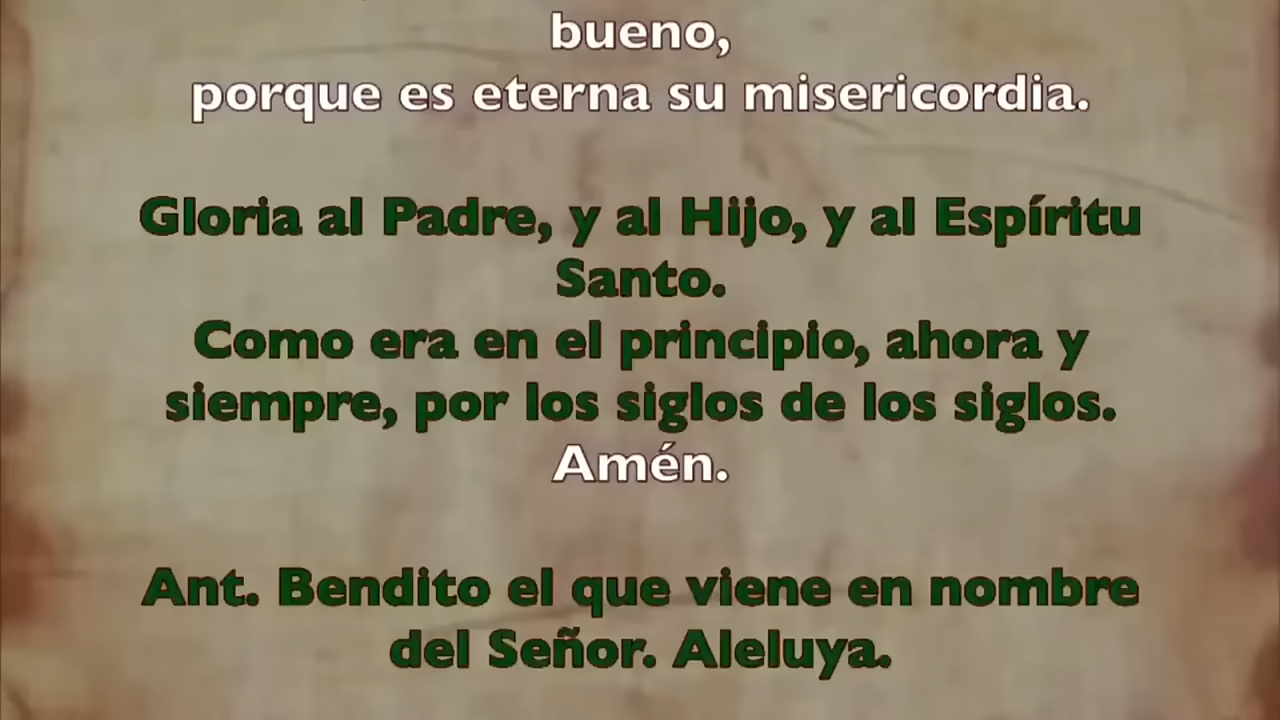 bueno,
porque es eterna su misericordia.
Gloria al Padre, y al Hijo, y al Espíritu
Santo.
Como era en el principio, ahora y
siempre, por los siglos de los siglos.
Amén.
Ant. Bendito el que viene en nombre
del Señor. Aleluya.